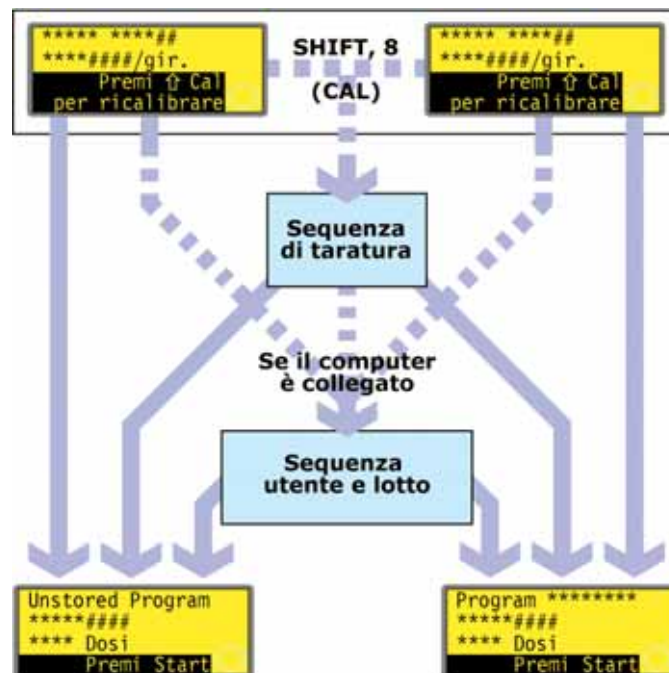 ***** ****##
****####/gir.
Premi ⇧ Cal
per ricalibrare
SHIFT, 8
(CAL)
***** ****##
****####/gir.
Premi ⇧ Cal
per ricalibrare
Sequenza
di taratura
Se il computer
è collegato
Sequenza
utente e lotto
Unstored Program
*****####
**** Dosi
Premi Start
Program ********
*****####
**** Dosi
Premi Start